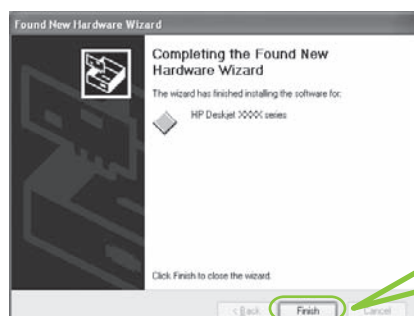 Found New Hardware Wizard
Completing the Found New
Hardware Wizard
The wizard has finished installing the software for:
HP Deskjet XXXX series
Click Finish to close the wizard.
< Back Finish Cancel